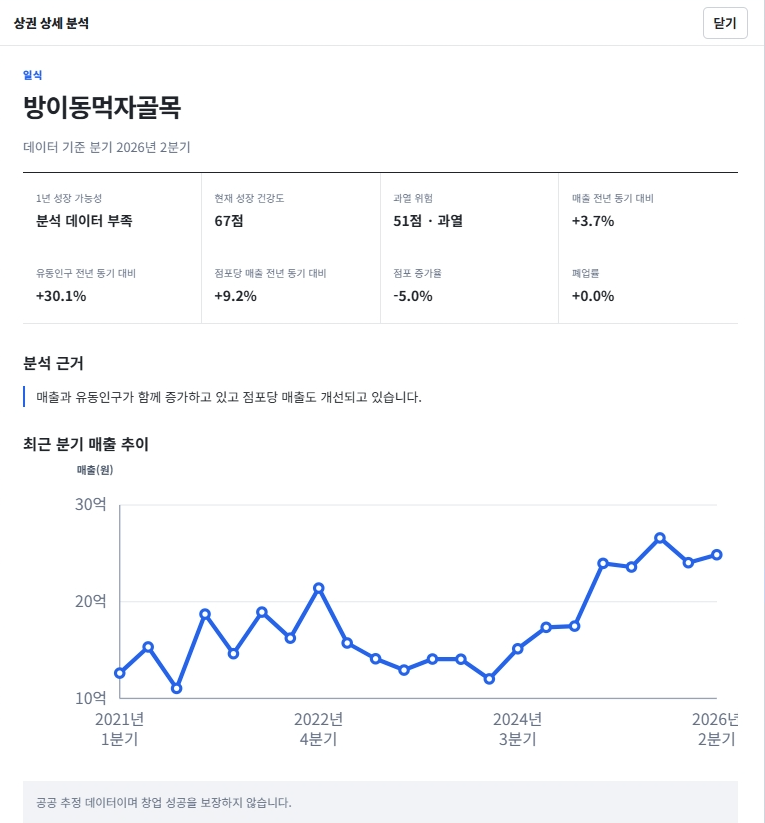 상권 상세 분석
닫기
일식
방이동먹자골목
데이터 기준 분기 2026년 2분기
1년 성장 가능성
분석 데이터 부족
현재 성장 건강도
67점
과열 위험
51점 · 과열
매출 전년 동기 대비
+3.7%
유동인구 전년 동기 대비
+30.1%
점포당 매출 전년 동기 대비
+9.2%
점포 증가율
-5.0%
폐업률
+0.0%
분석 근거
매출과 유동인구가 함께 증가하고 있고 점포당 매출도 개선되고 있습니다.
최근 분기 매출 추이
매출(원)
30억
20억
10억
2021년
1분기
2022년
4분기
2024년
3분기
2026년
2분기
공공 추정 데이터이며 창업 성공을 보장하지 않습니다.